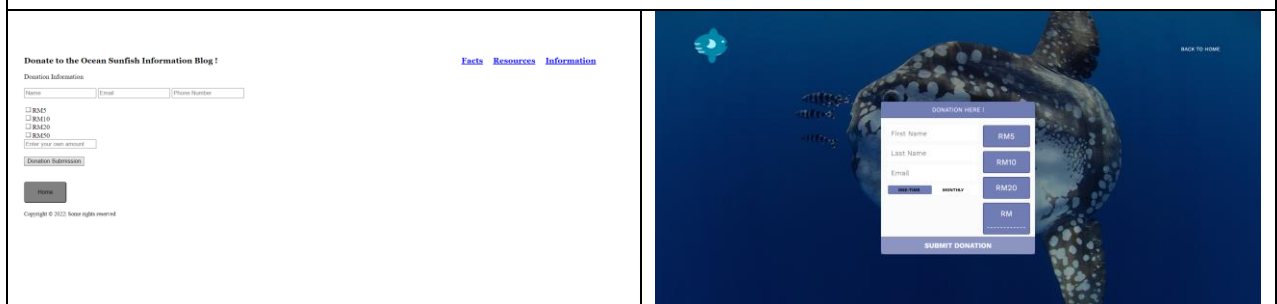 Donate to the Ocean Sunfish Information Blog !
Facts Resources Information
Donation Information
Name Email Phone Number
RM5
RM10
RM20
RM50
Enter your own amount
Donation Submission
Home
Copyright © 2022 Some rights reserved
BACK TO HOME
DONATION HERE !
First Name
Last Name
Email
ONE-TIME MONTHLY
RM5
RM10
RM20
RM
SUBMIT DONATION